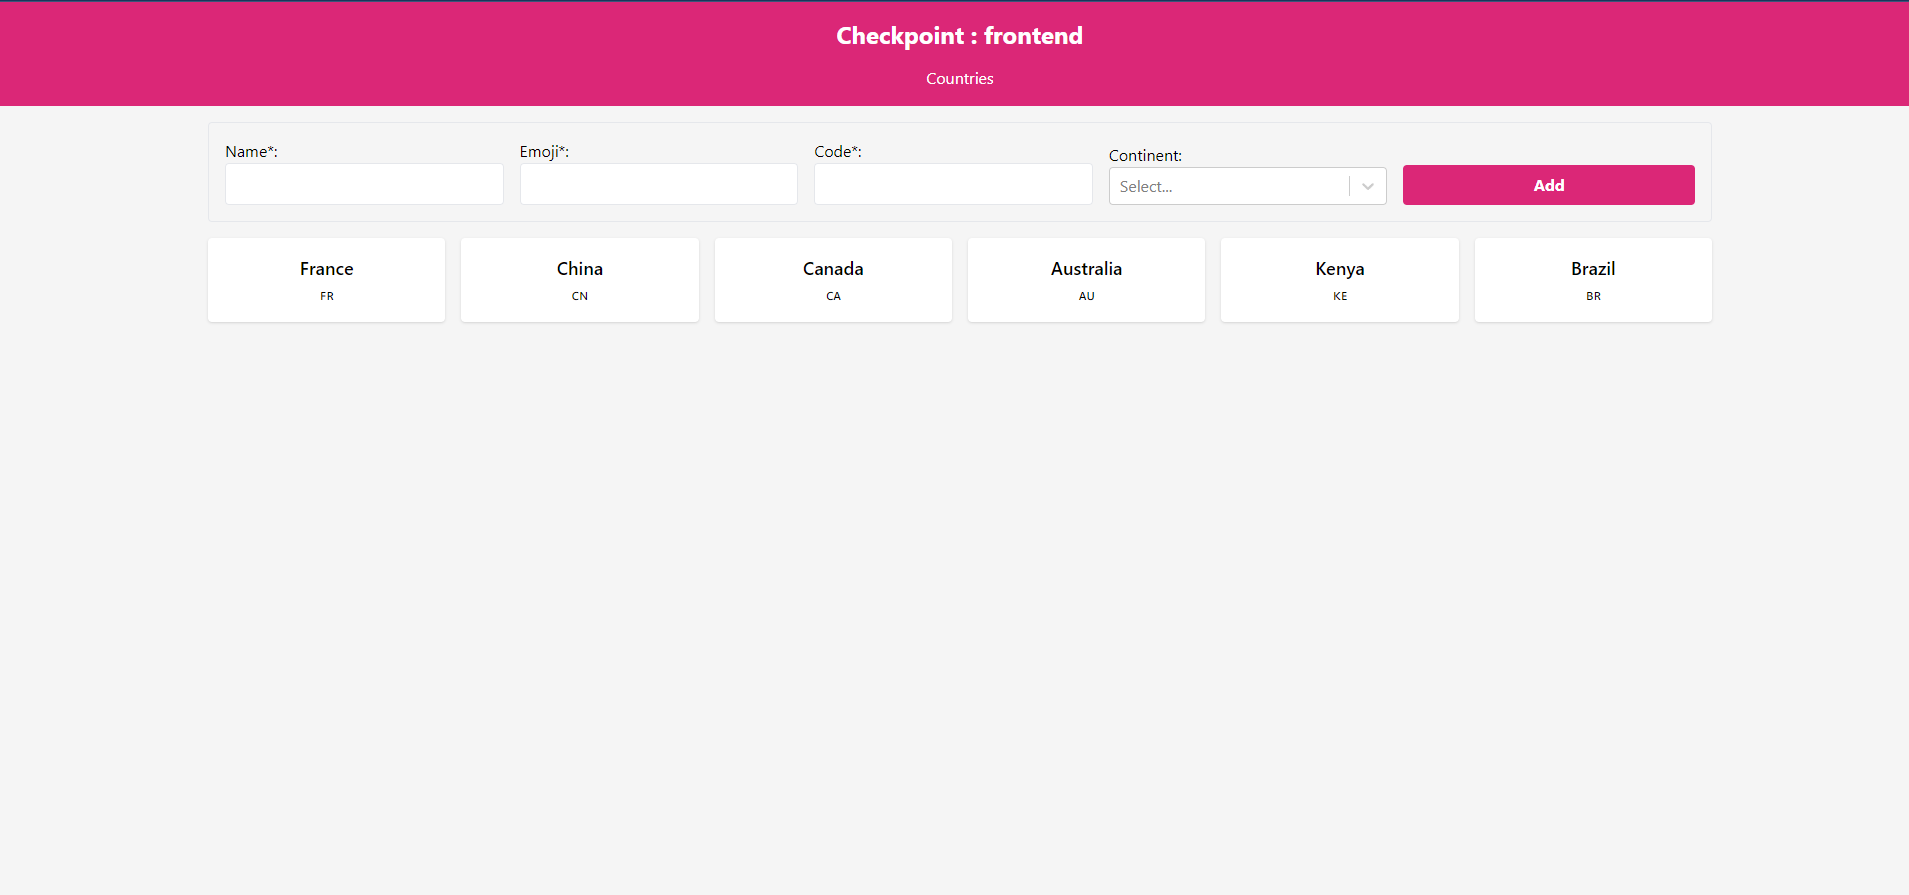 Checkpoint : frontend
Countries
Name*:
Emoji*:
Code*:
Continent:
Select...
Add
France
FR
China
CN
Canada
CA
Australia
AU
Kenya
KE
Brazil
BR